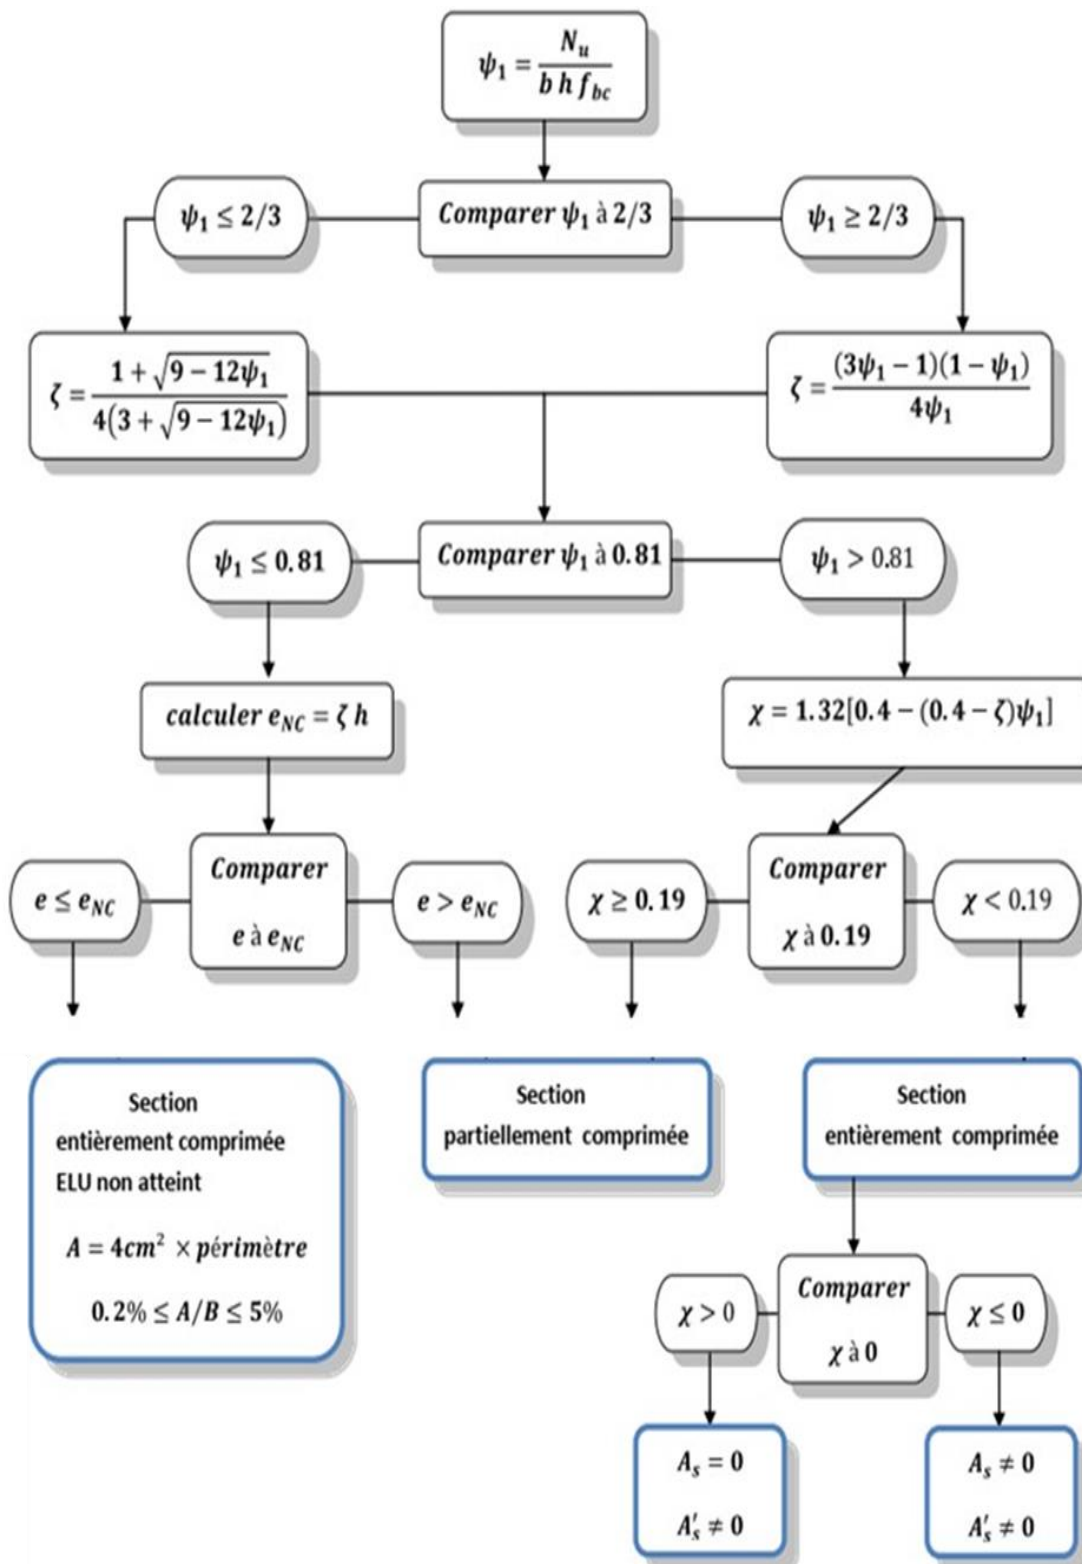 ψ₁ = N_u / (b h f_bc)
ψ₁ ≤ 2/3
Comparer ψ₁ à 2/3
ψ₁ ≥ 2/3
ζ = (1 + √(9 − 12ψ₁)) / (4(3 + √(9 − 12ψ₁)))
ζ = ((3ψ₁ − 1)(1 − ψ₁)) / (4ψ₁)
ψ₁ ≤ 0.81
Comparer ψ₁ à 0.81
ψ₁ > 0.81
calculer e_NC = ζ h
χ = 1.32[0.4 − (0.4 − ζ)ψ₁]
e ≤ e_NC
Comparer
e à e_NC
e > e_NC
χ ≥ 0.19
Comparer
χ à 0.19
χ < 0.19
Section
entièrement comprimée
ELU non atteint
A = 4cm² × périmètre
0.2% ≤ A/B ≤ 5%
Section
partiellement comprimée
Section
entièrement comprimée
χ > 0
Comparer
χ à 0
χ ≤ 0
A_s = 0
A′_s ≠ 0
A_s ≠ 0
A′_s ≠ 0